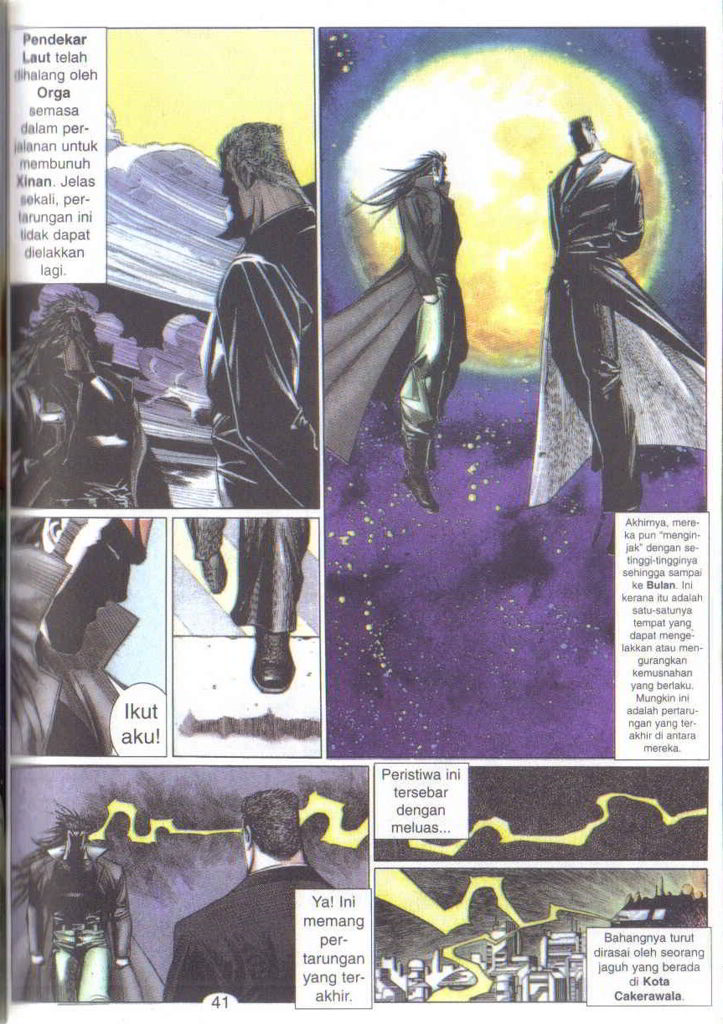 Pendekar
Laut telah
dihalang oleh
Orga
semasa
dalam per-
jalanan untuk
membunuh
Xinan. Jelas
sekali, per-
tarungan ini
tidak dapat
dielakkan
lagi.
Akhirnya, mere-
ka pun "mengin-
jak" dengan se-
tinggi-tingginya
sehingga sampai
ke Bulan. Ini
kerana itu adalah
satu-satunya
tempat yang
dapat menge-
lakkan atau men-
gurangkan
kemusnahan
yang berlaku.
Mungkin ini
adalah pertaru-
ngan yang ter-
akhir di antara
mereka.
Ikut
aku!
Ya! Ini
memang
per-
tarungan
yang ter-
akhir.
Peristiwa ini
tersebar
dengan
meluas...
Bahangnya turut
dirasai oleh seorang
jaguh yang berada
di Kota
Cakerawala.
41